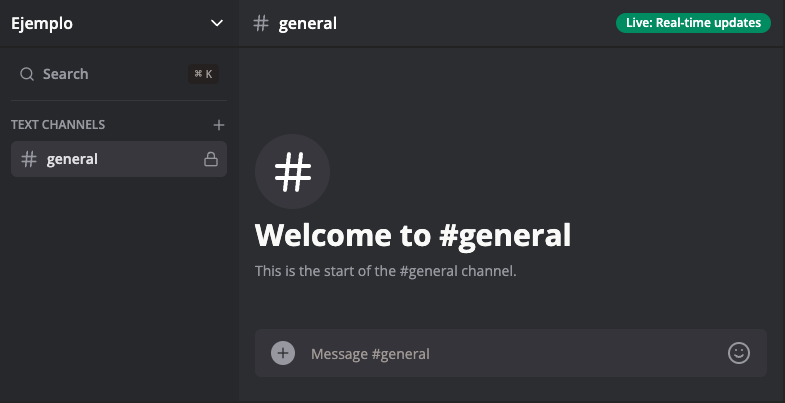 Ejemplo
Search
⌘ K
TEXT CHANNELS
general
general
Live: Real-time updates
Welcome to #general
This is the start of the #general channel.
Message #general